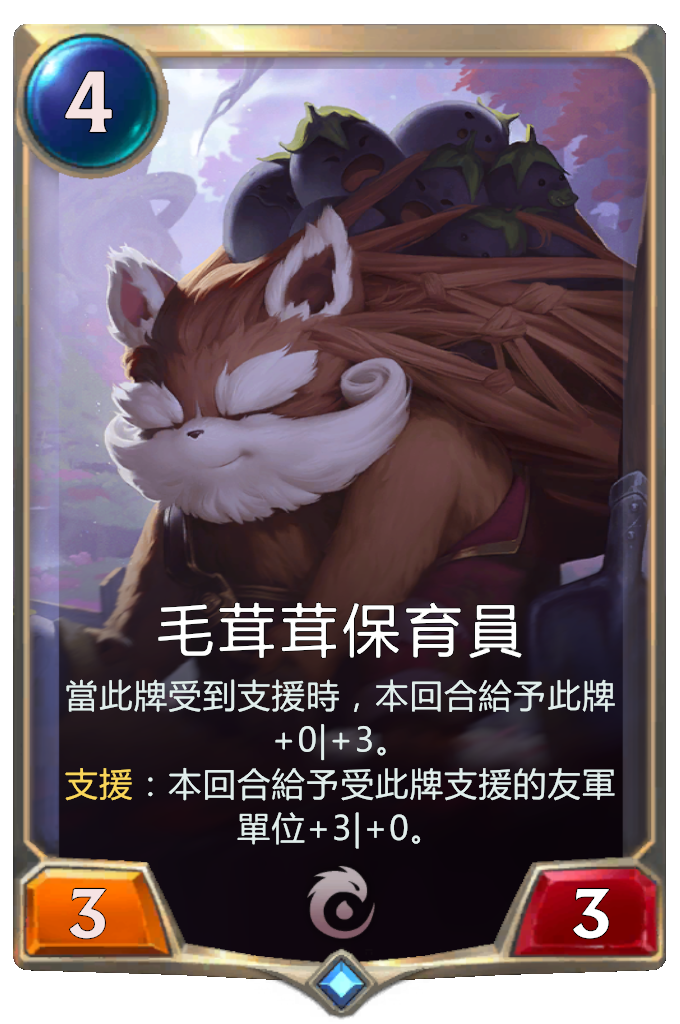 4
毛茸茸保育員
當此牌受到支援時，本回合給予此牌
+0|+3。
支援：本回合給予受此牌支援的友軍
單位+3|+0。
3
3